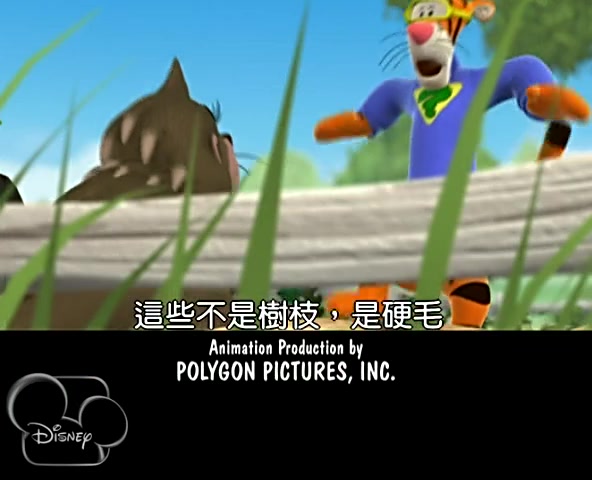 這些不是樹枝，是硬毛
Animation Production by
POLYGON PICTURES, INC.
DISNEY